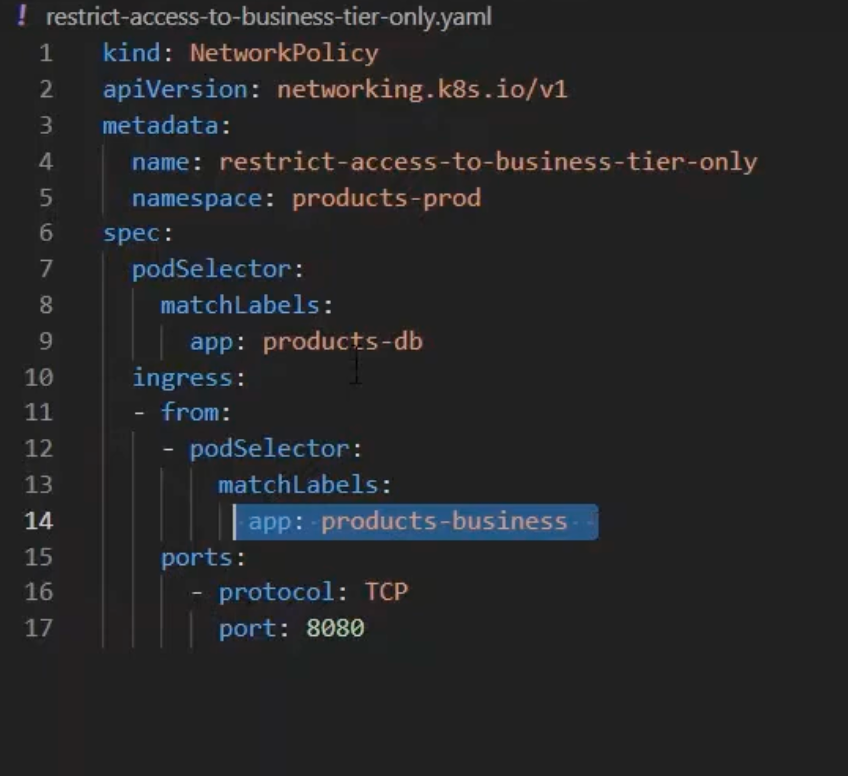 ! restrict-access-to-business-tier-only.yaml
1 kind: NetworkPolicy
2 apiVersion: networking.k8s.io/v1
3 metadata:
4   name: restrict-access-to-business-tier-only
5   namespace: products-prod
6 spec:
7   podSelector:
8     matchLabels:
9       app: products-db
10   ingress:
11   - from:
12     - podSelector:
13         matchLabels:
14           app: products-business
15     ports:
16       - protocol: TCP
17         port: 8080